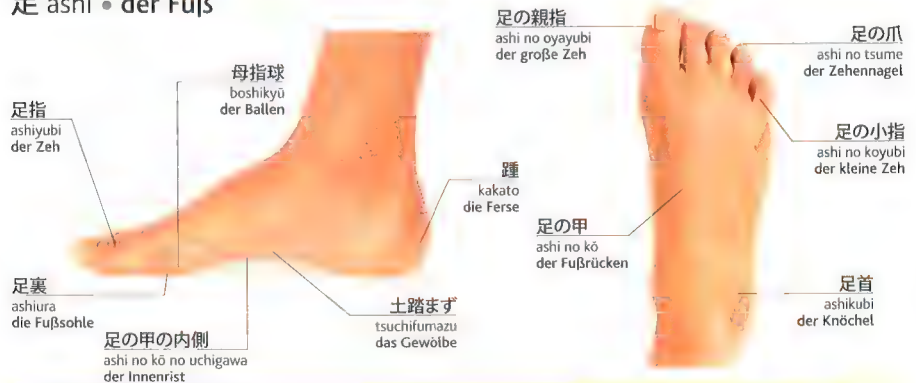 足 ashi • der Fuß
足指
ashiyubi
der Zeh
母指球
boshikyū
der Ballen
踵
kakato
die Ferse
足裏
ashiura
die Fußsohle
足の甲の内側
ashi no kō no uchigawa
der Innenrist
土踏まず
tsuchifumazu
das Gewölbe
足の親指
ashi no oyayubi
der große Zeh
足の爪
ashi no tsume
der Zehennagel
足の小指
ashi no koyubi
der kleine Zeh
足の甲
ashi no kō
der Fußrücken
足首
ashikubi
der Knöchel